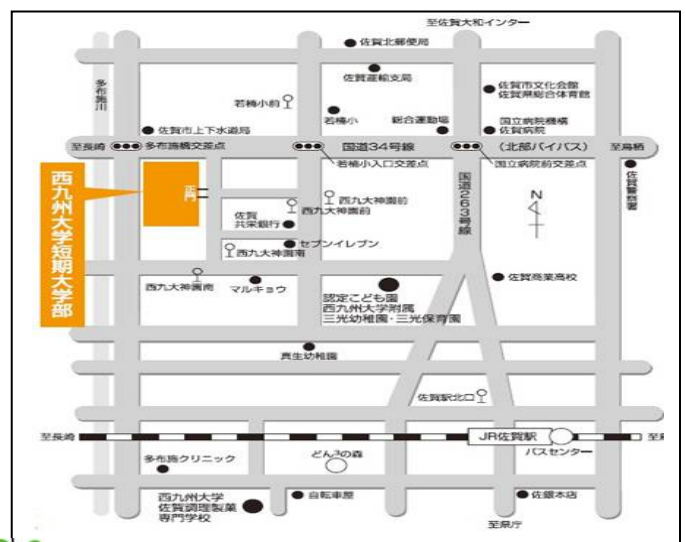 至佐賀大和インター
佐賀北郵便局
多布施川
佐賀運輸支局
佐賀市文化会館
佐賀県総合体育館
若楠小前
若楠小
総合運動場
国立病院機構
佐賀病院
佐賀市上下水道局
至長崎
多布施橋交差点
国道34号線
(北部バイパス)
至鳥栖
若楠小入口交差点
国立病院前交差点
西九州大学短期大学部
正門
国道263号線
N
佐賀警察署
西九大神園前
西九大神園前
佐賀
共栄銀行
セブンイレブン
西九大神園南
西九大神園南
マルキョウ
佐賀商業高校
認定こども園
西九州大学附属
三光幼稚園・三光保育園
真生幼稚園
佐賀駅北口
至長崎
JR佐賀駅
バスセンター
多布施クリニック
どん3の森
西九州大学
佐賀調理製菓
専門学校
自転車屋
佐銀本店
至県庁